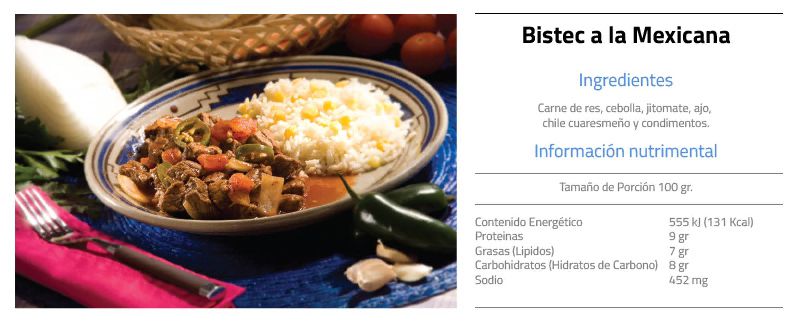 Bistec a la Mexicana
Ingredientes
Carne de res, cebolla, jitomate, ajo,
chile cuaresmeño y condimentos.
Información nutrimental
Tamaño de Porción 100 gr.
Contenido Energético 555 kJ (131 Kcal)
Proteinas 9 gr
Grasas (Lipidos) 7 gr
Carbohidratos (Hidratos de Carbono) 8 gr
Sodio 452 mg